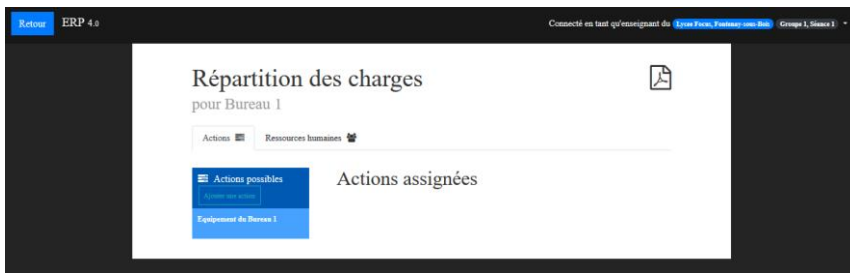 Retour
ERP 4.0
Connecté en tant qu'enseignant du Lycee Focus, Fontenay-sous-Bois Groupe 1, Séance 1
Répartition des charges
pour Bureau 1
Actions
Ressources humaines
Actions possibles
Ajouter une action
Equipement du Bureau 1
Actions assignées